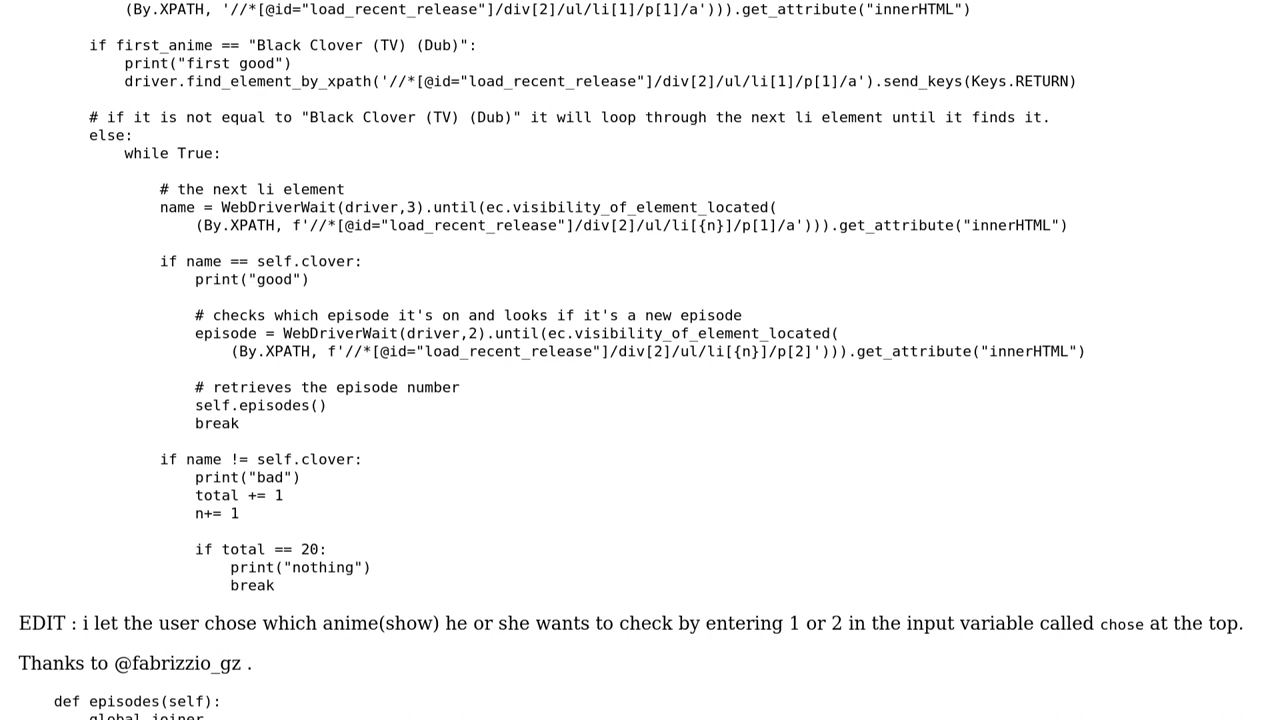 (By.XPATH, '//*[@id="load_recent_release"]/div[2]/ul/li[1]/p[1]/a'))).get_attribute("innerHTML")
if first_anime == "Black Clover (TV) (Dub)":
print("first good")
driver.find_element_by_xpath('//*[@id="load_recent_release"]/div[2]/ul/li[1]/p[1]/a').send_keys(Keys.RETURN)
# if it is not equal to "Black Clover (TV) (Dub)" it will loop through the next li element until it finds it.
else:
while True:
# the next li element
name = WebDriverWait(driver,3).until(ec.visibility_of_element_located(
(By.XPATH, f'//*[@id="load_recent_release"]/div[2]/ul/li[{n}]/p[1]/a'))).get_attribute("innerHTML")
if name == self.clover:
print("good")
# checks which episode it's on and looks if it's a new episode
episode = WebDriverWait(driver,2).until(ec.visibility_of_element_located(
(By.XPATH, f'//*[@id="load_recent_release"]/div[2]/ul/li[{n}]/p[2]'))).get_attribute("innerHTML")
# retrieves the episode number
self.episodes()
break
if name != self.clover:
print("bad")
total += 1
n+= 1
if total == 20:
print("nothing")
break
EDIT : i let the user chose which anime(show) he or she wants to check by entering 1 or 2 in the input variable called chose at the top.
Thanks to @fabrizzio_gz .
def episodes(self):
global joiner